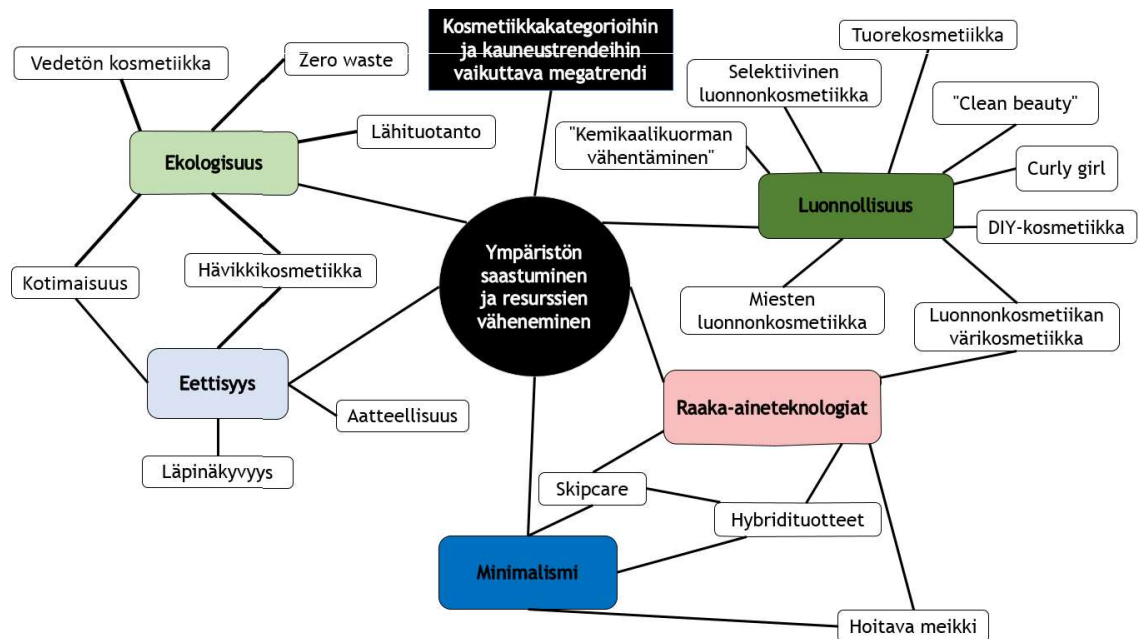 Kosmetiikkakategorioihin
ja kauneustrendeihin
vaikuttava megatrendi
Vedetön kosmetiikka
Zero waste
Lähituotanto
Ekologisuus
Kotimaisuus
Hävikkikosmetiikka
Eettisyys
Aatteellisuus
Läpinäkyvyys
Ympäristön
saastuminen
ja resurssien
väheneminen
Tuorekosmetiikka
Selektiivinen
luonnonkosmetiikka
"Clean beauty"
"Kemikaalikuorman
vähentäminen"
Curly girl
Luonnollisuus
DIY-kosmetiikka
Miesten
luonnonkosmetiikka
Luonnonkosmetiikan
värikosmetiikka
Raaka-aineteknologiat
Skipcare
Hybridituotteet
Minimalismi
Hoitava meikki